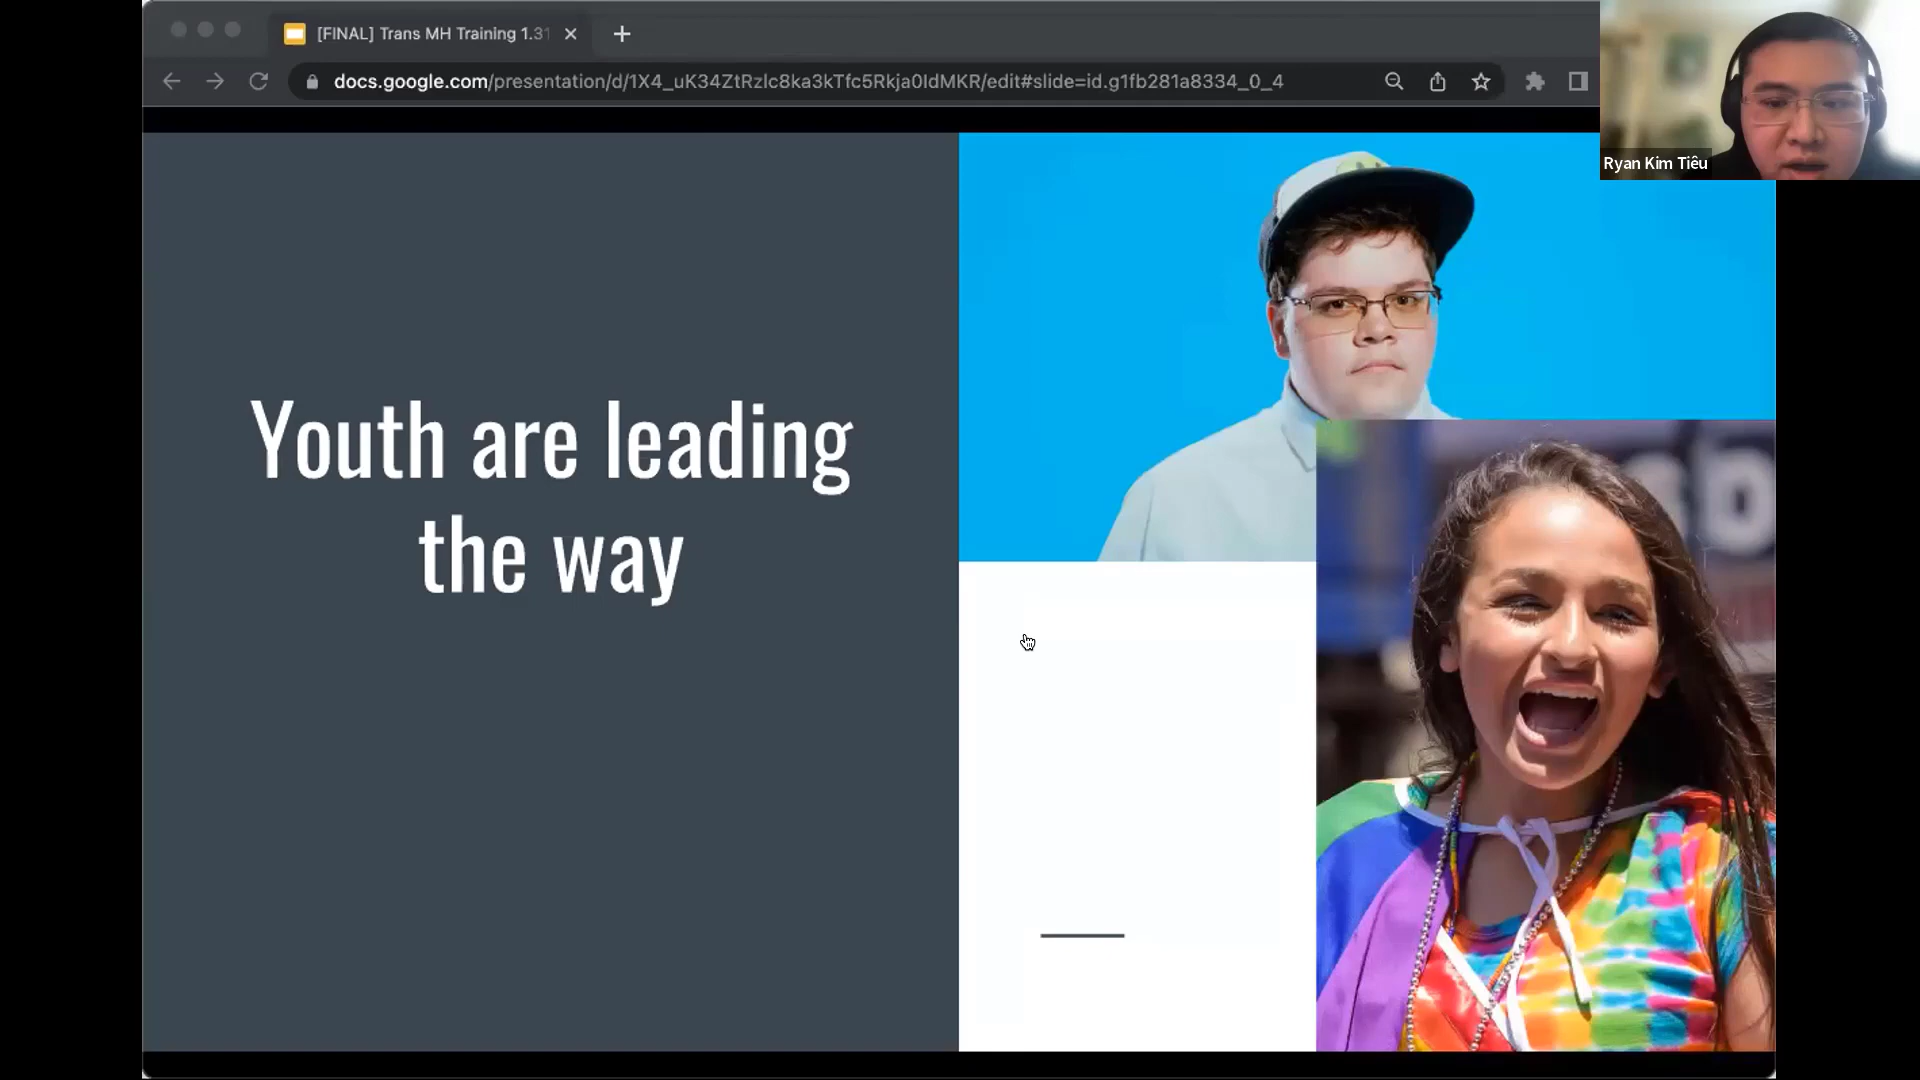 [FINAL] Trans MH Training 1.31
docs.google.com/presentation/d/1X4_uK34ZtRzlc8ka3kTfc5Rkja0IdMKR/edit#slide=id.g1fb281a8334_0_4
Ryan Kim Tiêu
Youth are leading
the way